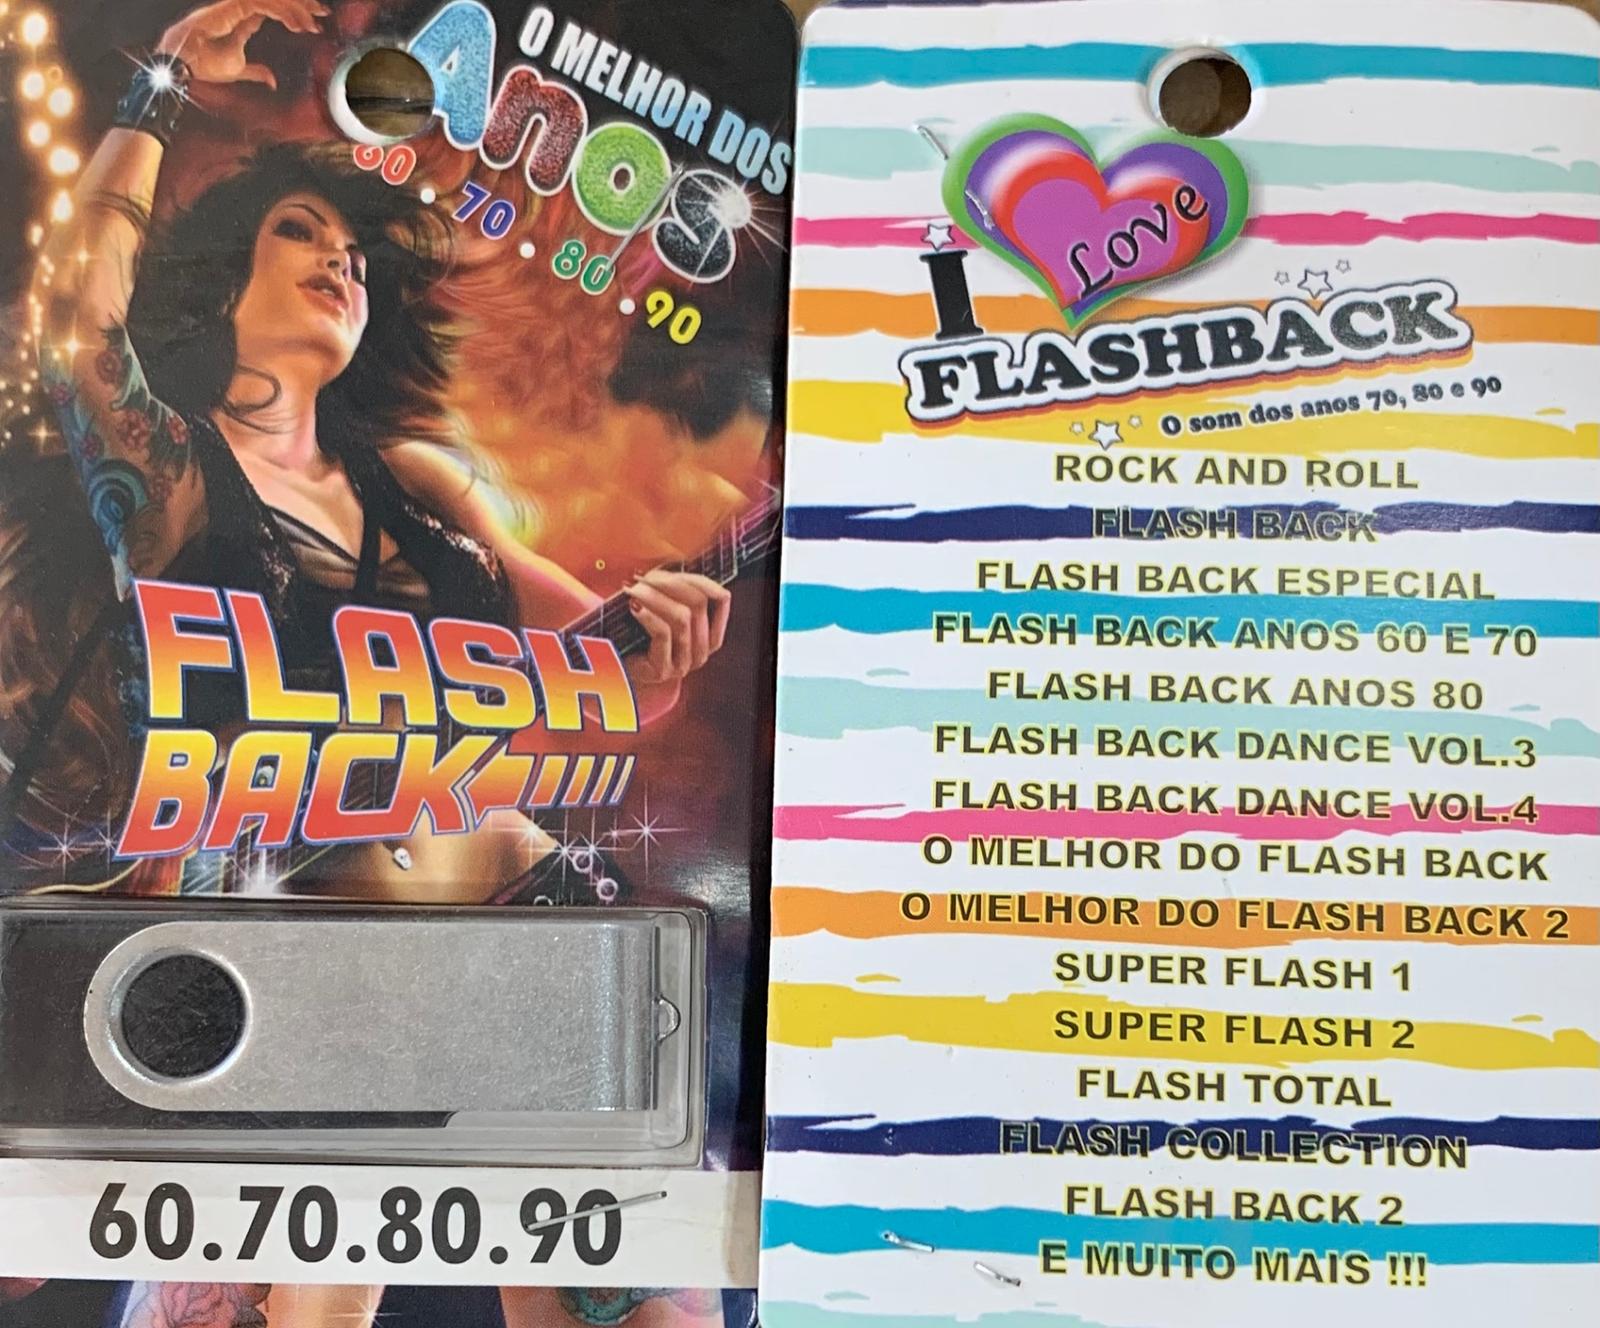 O MELHOR DOS
Anos
60 . 70 . 80 . 90
FLASH
BACK
60.70.80.90
I Love
FLASHBACK
O som dos anos 70, 80 e 90
ROCK AND ROLL
FLASH BACK
FLASH BACK ESPECIAL
FLASH BACK ANOS 60 E 70
FLASH BACK ANOS 80
FLASH BACK DANCE VOL.3
FLASH BACK DANCE VOL.4
O MELHOR DO FLASH BACK
O MELHOR DO FLASH BACK 2
SUPER FLASH 1
SUPER FLASH 2
FLASH TOTAL
FLASH COLLECTION
FLASH BACK 2
E MUITO MAIS !!!